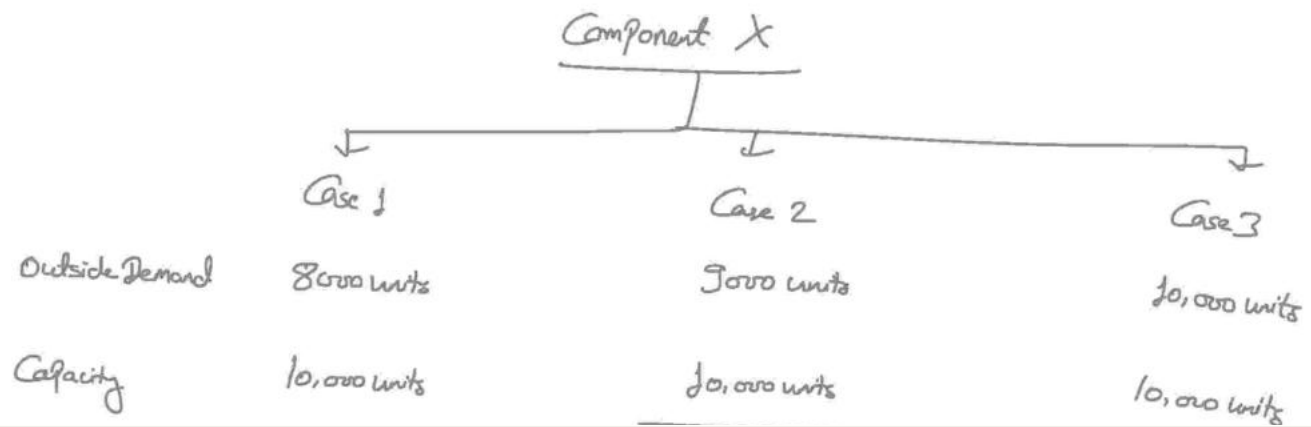 Component X
Case 1 Case 2 Case 3
Outside Demand 8000 units 9000 units 10,000 units
Capacity 10,000 units 10,000 units 10,000 units